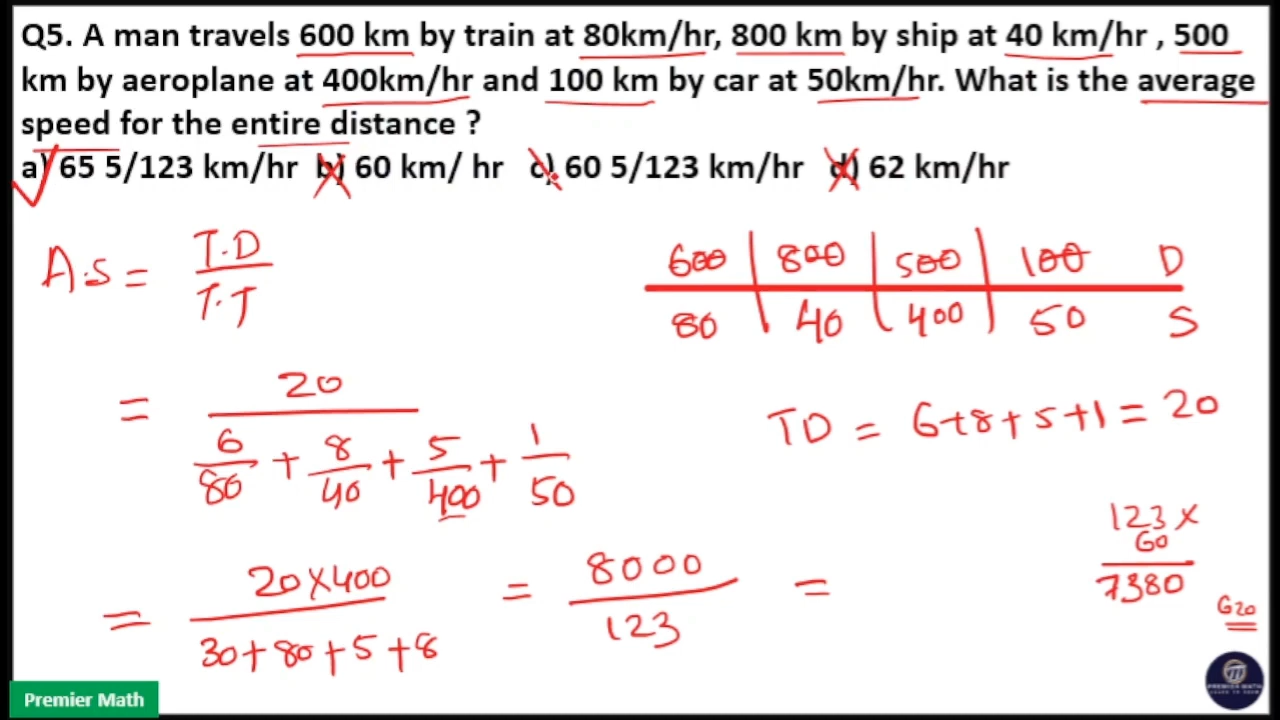 Q5. A man travels 600 km by train at 80km/hr, 800 km by ship at 40 km/hr , 500
km by aeroplane at 400km/hr and 100 km by car at 50km/hr. What is the average
speed for the entire distance ?
a) 65 5/123 km/hr b) 60 km/ hr c) 60 5/123 km/hr d) 62 km/hr
A.S = T.D / T.T
600 800 500 100 D
80 40 400 50 S
= 20 / 6/80 + 8/40 + 5/400 + 1/50
TD = 6+8+5+1 = 20
= 20×400 / 30+80+5+8 = 8000 / 123 =
123 ×
60
7380
620
Premier Math
PREMIER MATH